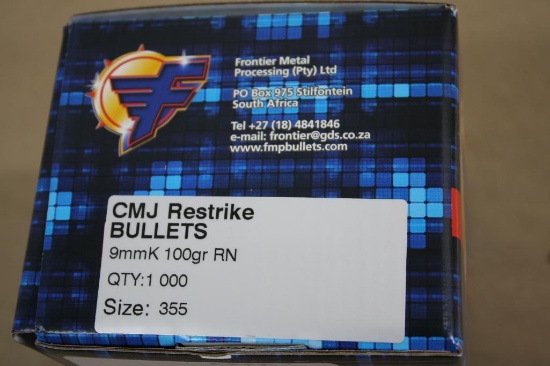 Frontier Metal
Processing (Pty) Ltd
PO Box 975 Stilfontein
South Africa
Tel +27 (18) 4841846
e-mail: frontier@gds.co.za
www.fmpbullets.com
CMJ Restrike
BULLETS
9mmK 100gr RN
QTY:1 000
Size: 355